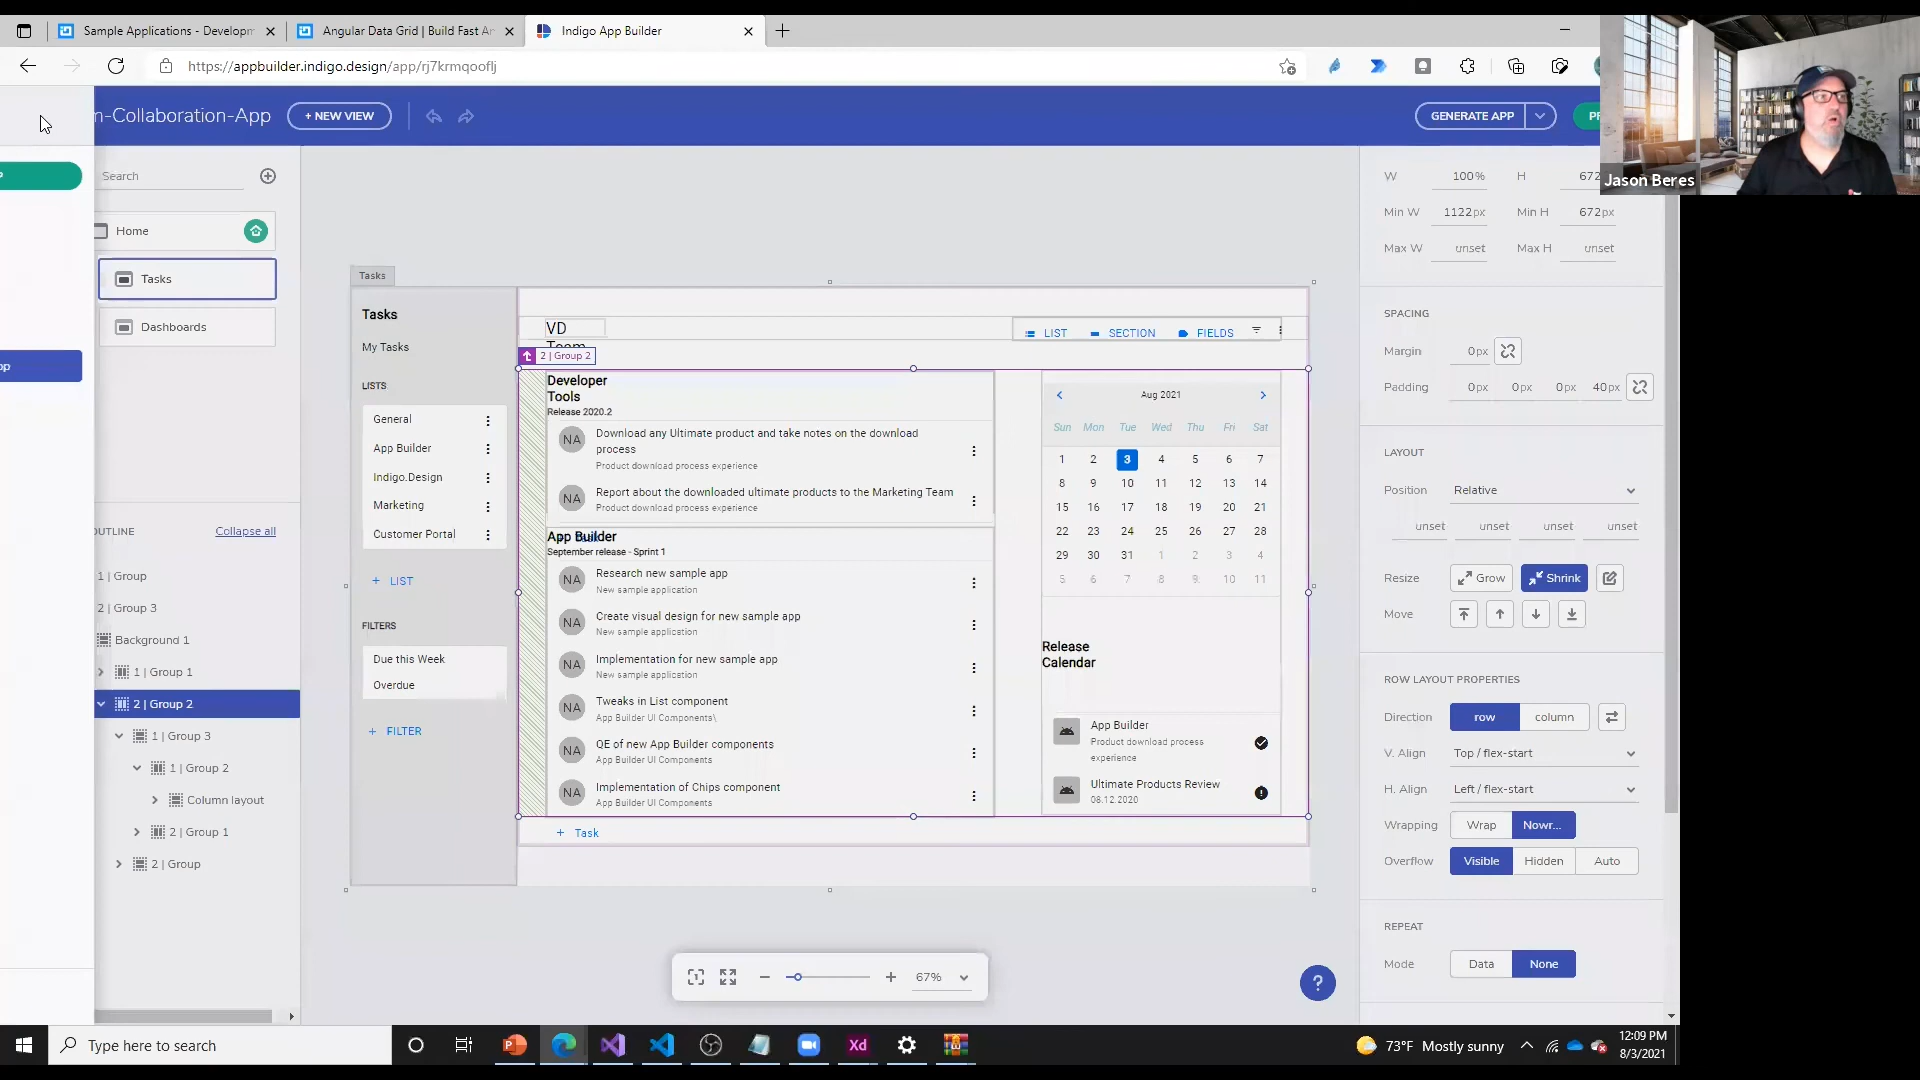 Sample Applications - Developm
Angular Data Grid | Build Fast An
Indigo App Builder
https://appbuilder.indigo.design/app/rj7krmqooflj
m-Collaboration-App
+ NEW VIEW
GENERATE APP
Jason Beres
Search
Home
Tasks
Dashboards
OUTLINE
Collapse all
1 | Group
2 | Group 3
Background 1
1 | Group 1
2 | Group 2
1 | Group 3
1 | Group 2
Column layout
2 | Group 1
2 | Group
Tasks
Tasks
My Tasks
LISTS
General
App Builder
Indigo.Design
Marketing
Customer Portal
+ LIST
FILTERS
Due this Week
Overdue
+ FILTER
VD
Team
LIST
SECTION
FIELDS
2 | Group 2
Developer
Tools
Release 2020.2
NA
Download any Ultimate product and take notes on the download
process
Product download process experience
NA
Report about the downloaded ultimate products to the Marketing Team
Product download process experience
App Builder
September release - Sprint 1
NA
Research new sample app
New sample application
NA
Create visual design for new sample app
New sample application
NA
Implementation for new sample app
New sample application
NA
Tweaks in List component
App Builder UI Components\
NA
QE of new App Builder components
App Builder UI Components
NA
Implementation of Chips component
App Builder UI Components
+ Task
Aug 2021
Sun Mon Tue Wed Thu Fri Sat
1 2 3 4 5 6 7
8 9 10 11 12 13 14
15 16 17 18 19 20 21
22 23 24 25 26 27 28
29 30 31 1 2 3 4
5 6 7 8 9 10 11
Release
Calendar
App Builder
Product download process
experience
Ultimate Products Review
08.12.2020
W 100% H 672
Min W 1122px Min H 672px
Max W unset Max H unset
SPACING
Margin 0px
Padding 0px 0px 0px 40px
LAYOUT
Position Relative
unset unset unset unset
Resize Grow Shrink
Move
ROW LAYOUT PROPERTIES
Direction row column
V. Align Top / flex-start
H. Align Left / flex-start
Wrapping Wrap Nowr...
Overflow Visible Hidden Auto
REPEAT
Mode Data None
67%
?
Type here to search
Xd
73°F Mostly sunny
12:09 PM
8/3/2021